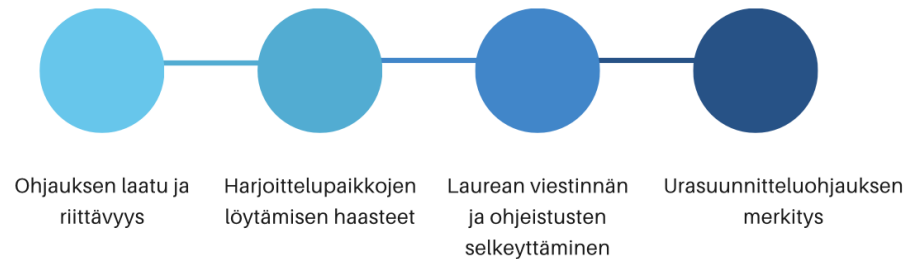 Ohjauksen laatu ja
riittävyys
Harjoittelupaikkojen
löytämisen haasteet
Laurean viestinnän
ja ohjeistusten
selkeyttäminen
Urasuunnitteluohjauksen
merkitys